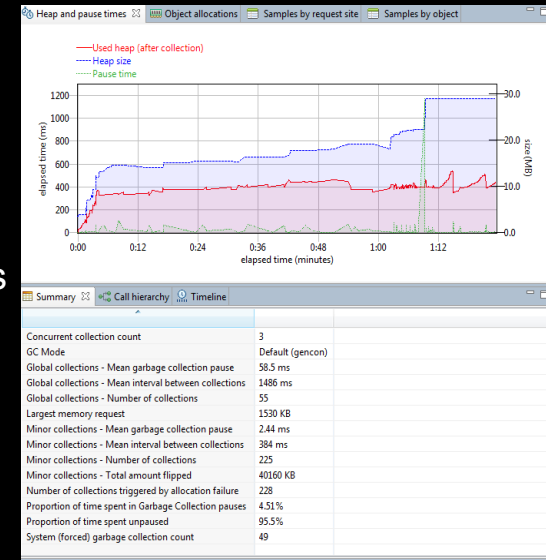 Heap and pause times Object allocations Samples by request site Samples by object
Used heap (after collection)
Heap size
Pause time
1200
1000
800
600
400
200
0
elapsed time (ms)
30.0
20.0
10.0
0.0
size (MB)
0:00 0:12 0:24 0:36 0:48 1:00 1:12
elapsed time (minutes)
s
Summary Call hierarchy Timeline
Concurrent collection count 3
GC Mode Default (gencon)
Global collections - Mean garbage collection pause 58.5 ms
Global collections - Mean interval between collections 1486 ms
Global collections - Number of collections 55
Largest memory request 1530 KB
Minor collections - Mean garbage collection pause 2.44 ms
Minor collections - Mean interval between collections 384 ms
Minor collections - Number of collections 225
Minor collections - Total amount flipped 40160 KB
Number of collections triggered by allocation failure 228
Proportion of time spent in Garbage Collection pauses 4.51%
Proportion of time spent unpaused 95.5%
System (forced) garbage collection count 49